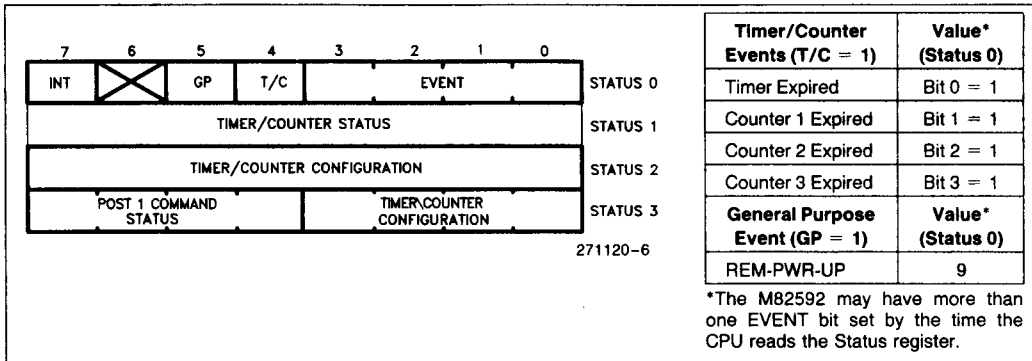 7 6 5 4 3 2 1 0
INT GP T/C EVENT STATUS 0
TIMER/COUNTER STATUS STATUS 1
TIMER/COUNTER CONFIGURATION STATUS 2
POST 1 COMMAND
STATUS
TIMER\COUNTER
CONFIGURATION
STATUS 3
271120-6
Timer/Counter
Events (T/C = 1)
Value*
(Status 0)
Timer Expired Bit 0 = 1
Counter 1 Expired Bit 1 = 1
Counter 2 Expired Bit 2 = 1
Counter 3 Expired Bit 3 = 1
General Purpose
Event (GP = 1)
Value*
(Status 0)
REM-PWR-UP 9
*The M82592 may have more than
one EVENT bit set by the time the
CPU reads the Status register.